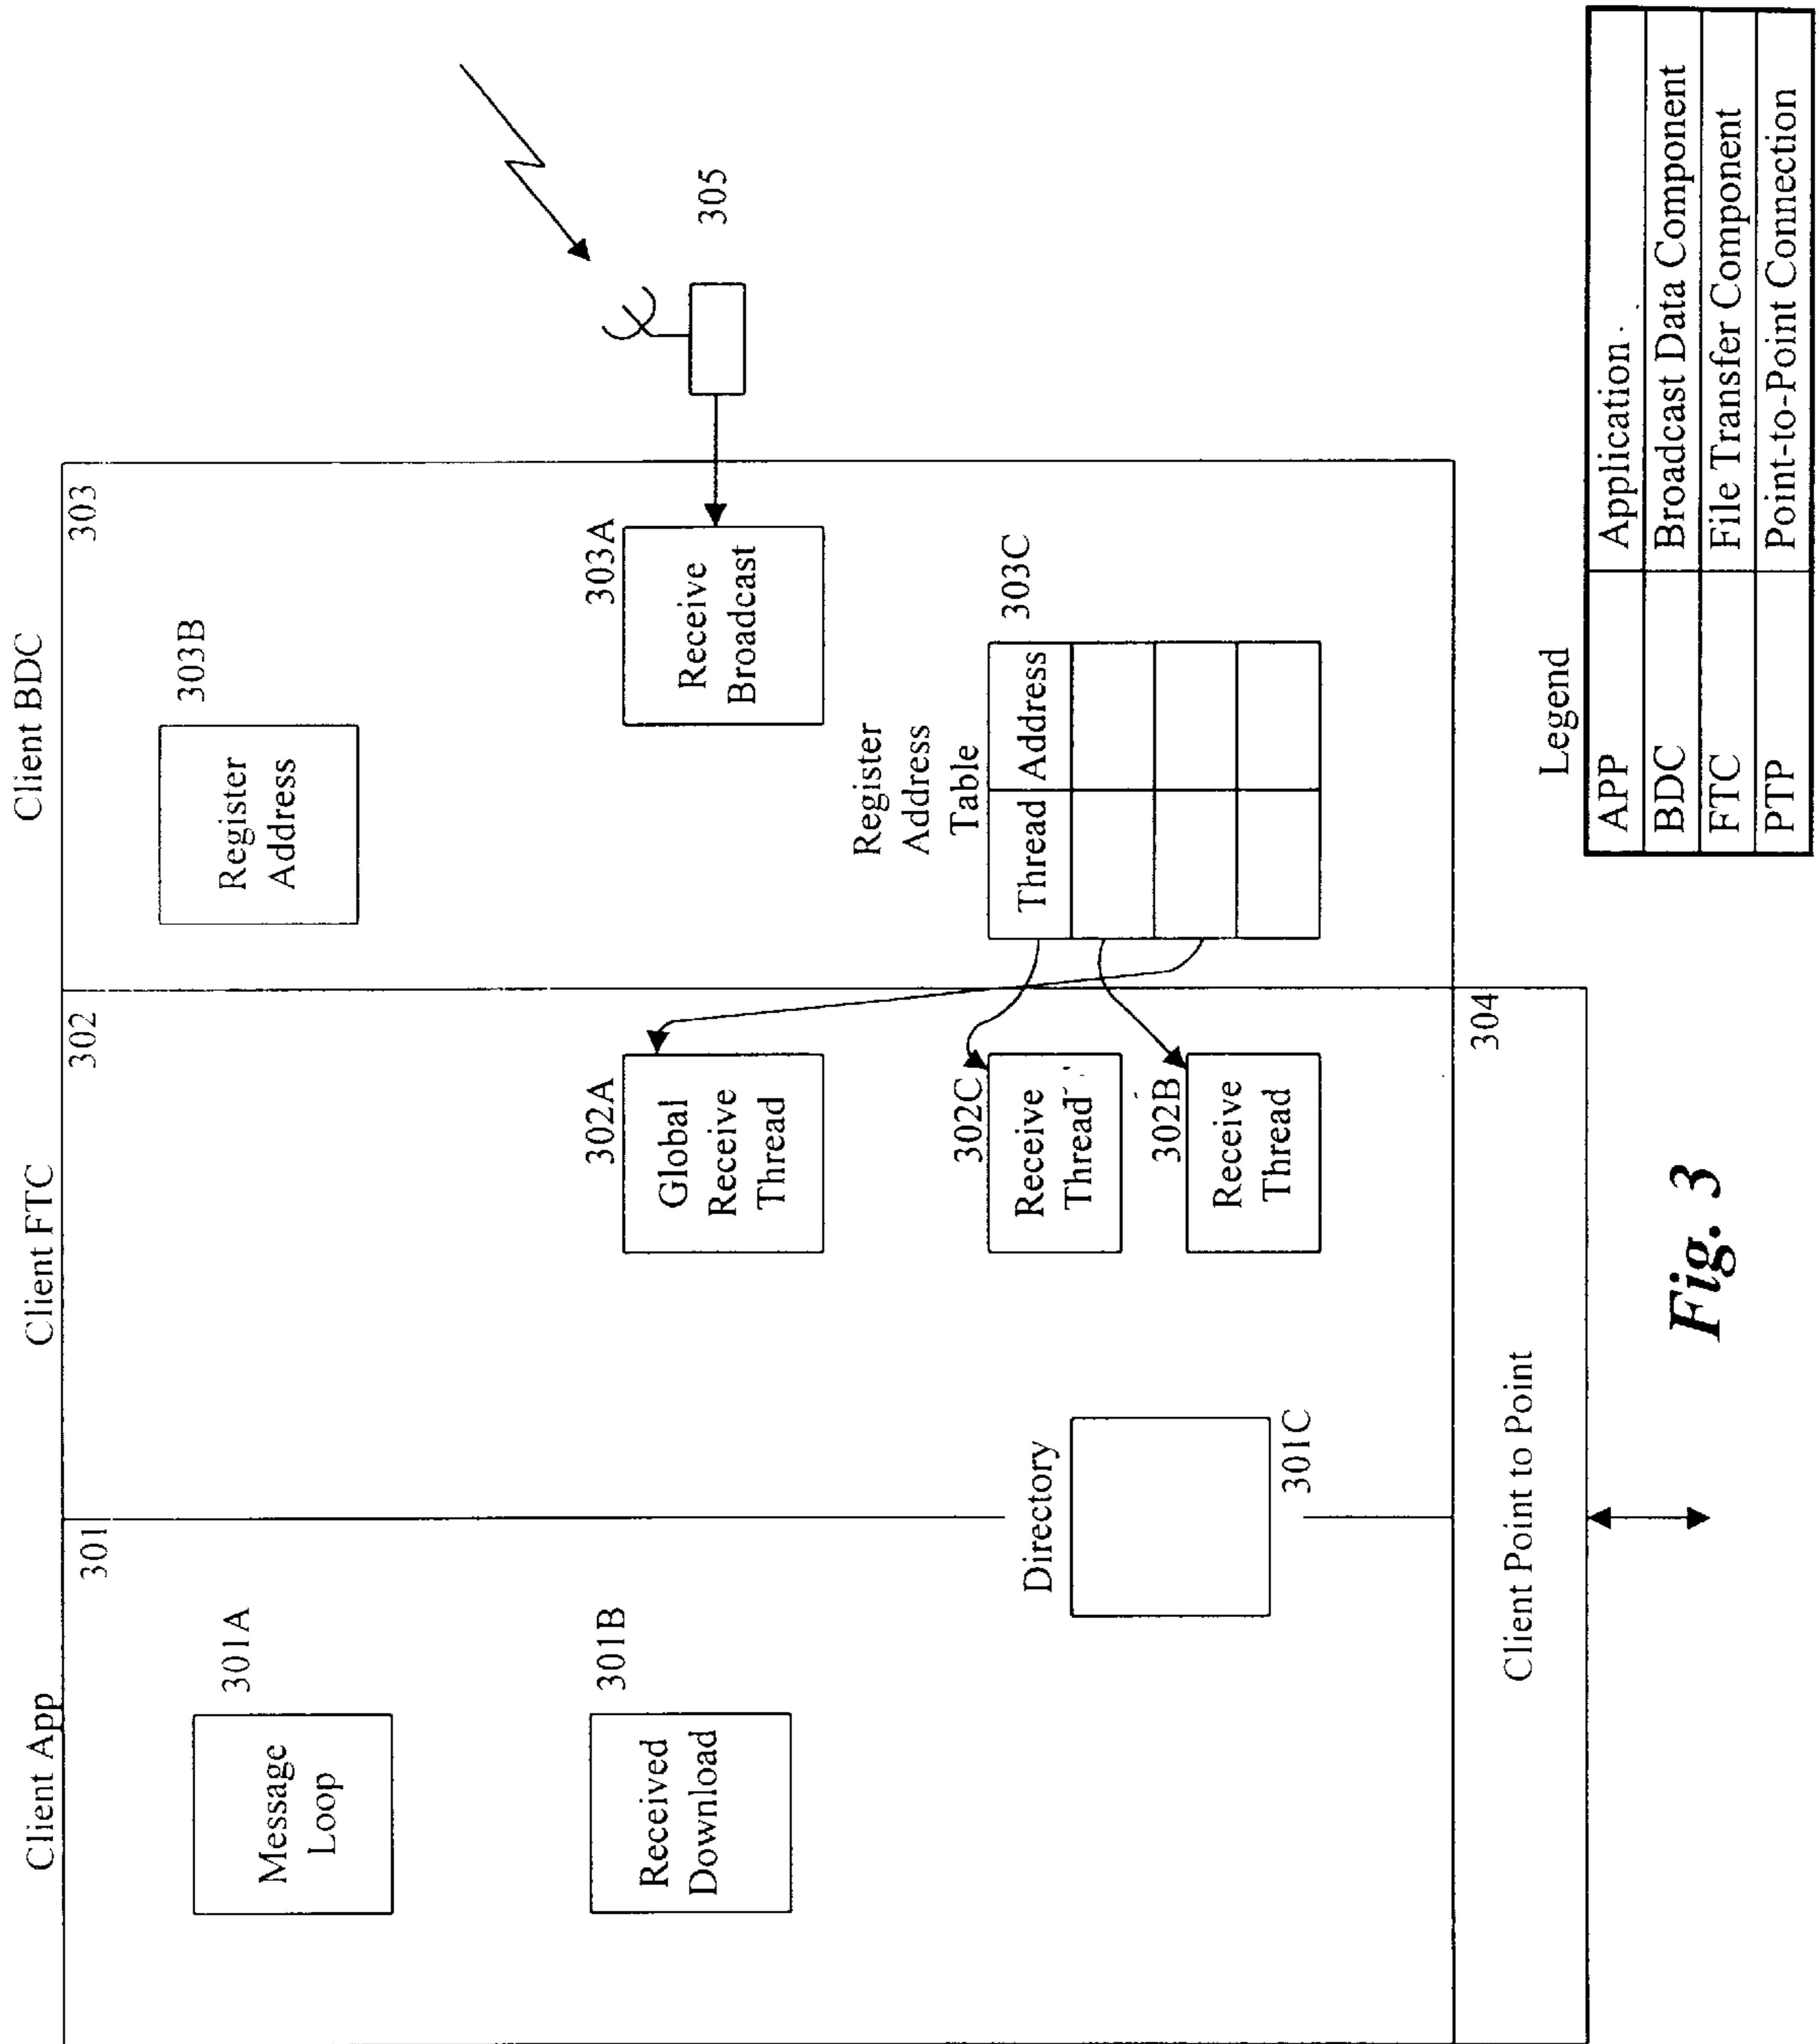 Client App
Client FTC
Client BDC
301
302
303
301A
Message
Loop
303B
Register
Address
301B
Received
Download
302A
Global
Receive
Thread
303A
Receive
Broadcast
305
Register
Address
Table
Thread Address
303C
Directory
301C
302C
Receive
Thread
302B
Receive
Thread
304
Client Point to Point
Legend
APP Application
BDC Broadcast Data Component
FTC File Transfer Component
PTP Point-to-Point Connection
Fig. 3